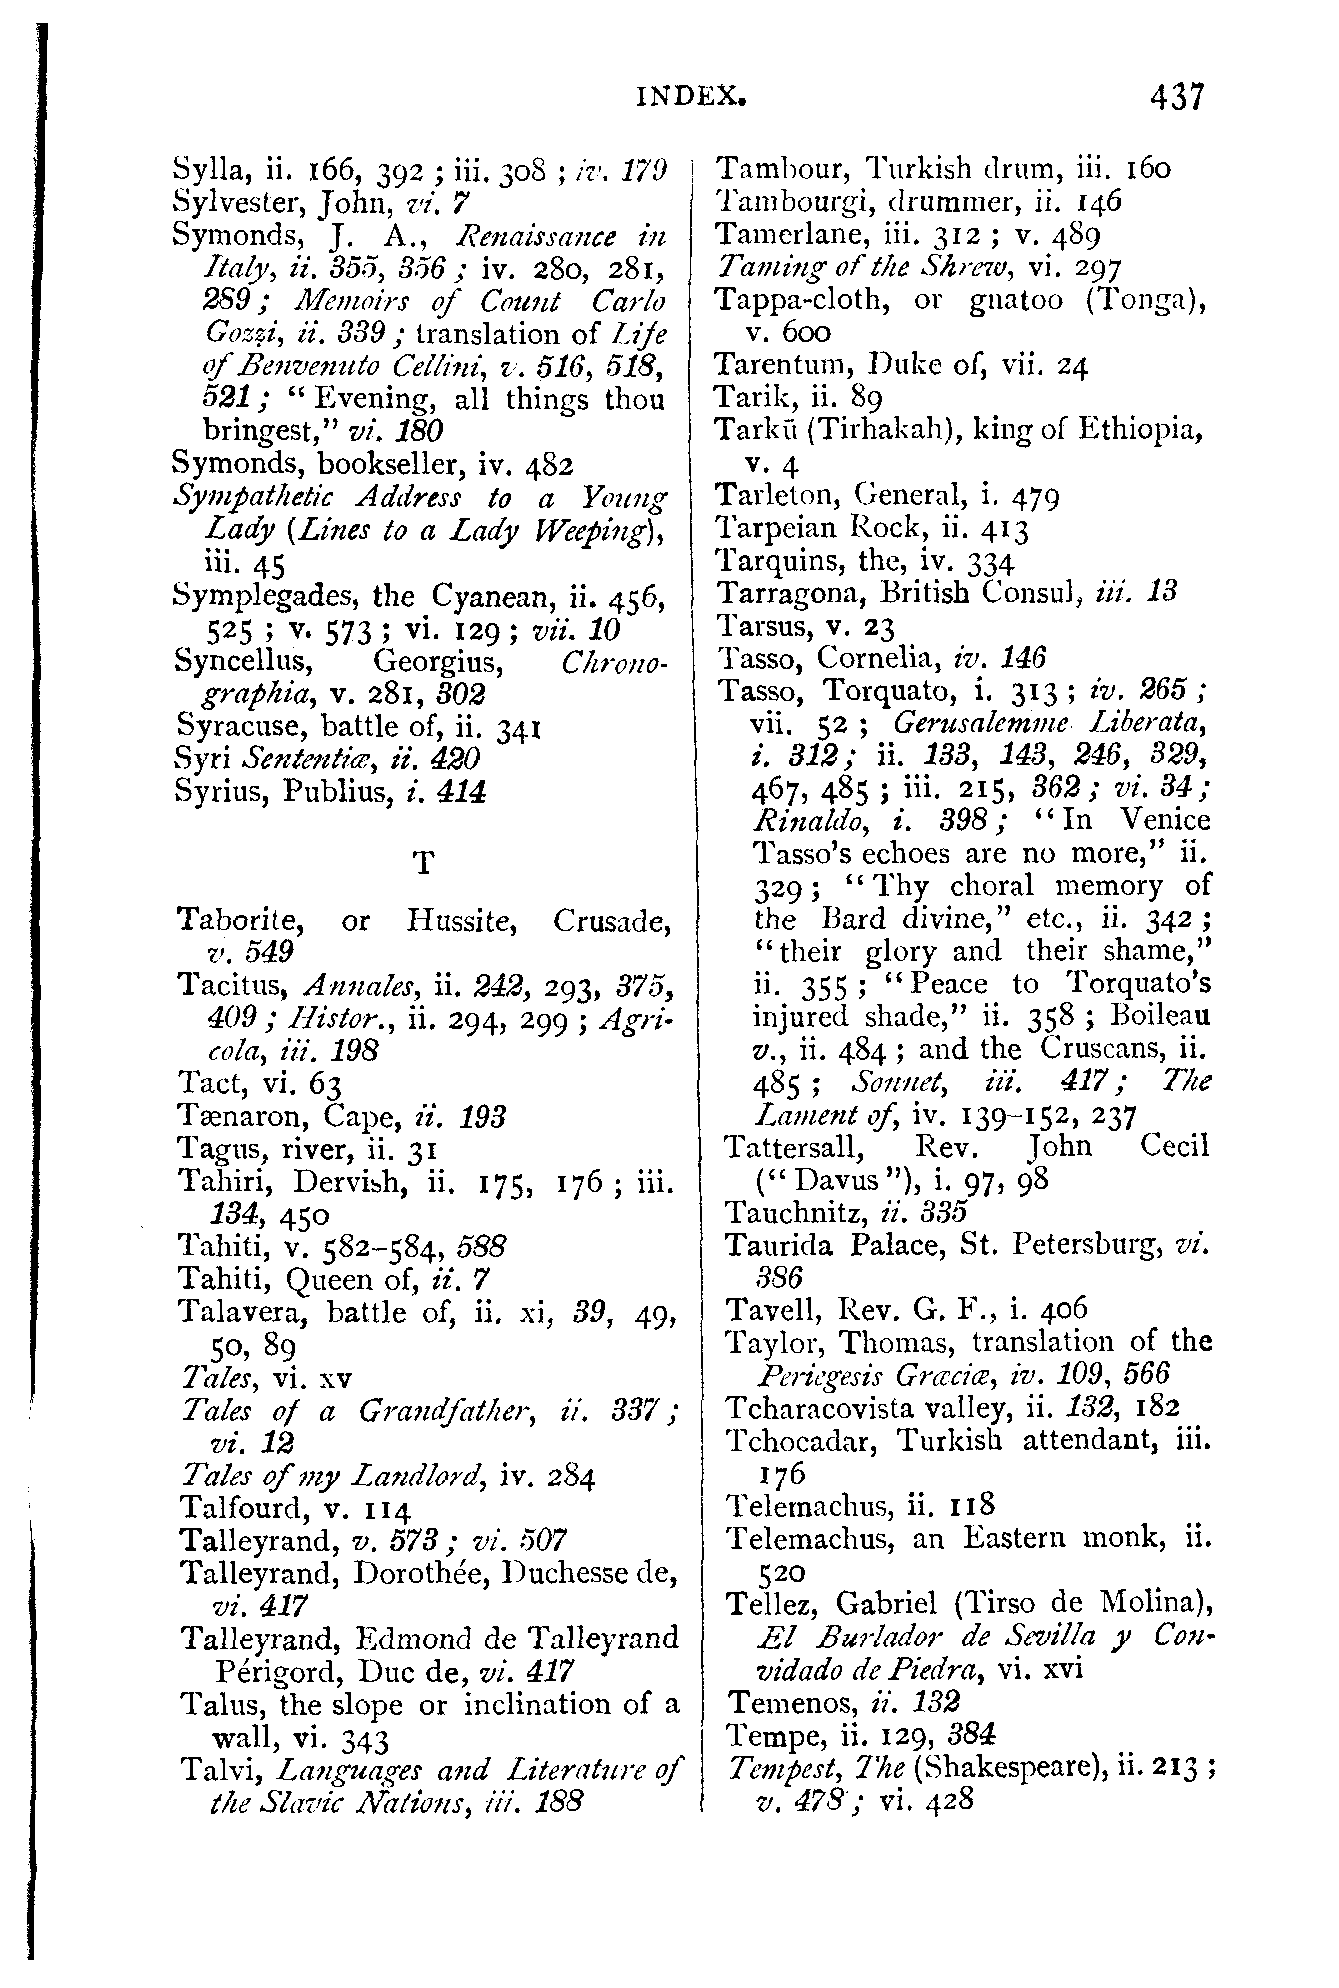 INDEX. 437
Sylla, ii. 166, 392 ; iii. 308 ; iv. 179
Sylvester, John, vi. 7
Symonds, J. A., Renaissance in
Italy, ii. 355, 356 ; iv. 280, 281,
289 ; Memoirs of Count Carlo
Gozzi, ii. 339 ; translation of Life
of Benvenuto Cellini, v. 516, 518,
521 ; “ Evening, all things thou
bringest,” vi. 180
Symonds, bookseller, iv. 482
Sympathetic Address to a Young
Lady (Lines to a Lady Weeping),
iii. 45
Symplegades, the Cyanean, ii. 456,
525 ; v. 573 ; vi. 129 ; vii. 10
Syncellus, Georgius, Chrono-
graphia, v. 281, 302
Syracuse, battle of, ii. 341
Syri Sententiæ, ii. 420
Syrius, Publius, i. 414
T
Taborite, or Hussite, Crusade,
v. 549
Tacitus, Annales, ii. 242, 293, 375,
409 ; Histor., ii. 294, 299 ; Agri-
cola, iii. 198
Tact, vi. 63
Tænaron, Cape, ii. 193
Tagus, river, ii. 31
Tahiri, Dervish, ii. 175, 176 ; iii.
134, 450
Tahiti, v. 582–584, 588
Tahiti, Queen of, ii. 7
Talavera, battle of, ii. xi, 39, 49,
50, 89
Tales, vi. xv
Tales of a Grandfather, ii. 337 ;
vi. 12
Tales of my Landlord, iv. 284
Talfourd, v. 114
Talleyrand, v. 573 ; vi. 507
Talleyrand, Dorothée, Duchesse de,
vi. 417
Talleyrand, Edmond de Talleyrand
Périgord, Duc de, vi. 417
Talus, the slope or inclination of a
wall, vi. 343
Talvi, Languages and Literature of
the Slavic Nations, iii. 188
Tambour, Turkish drum, iii. 160
Tambourgi, drummer, ii. 146
Tamerlane, iii. 312 ; v. 489
Taming of the Shrew, vi. 297
Tappa-cloth, or gnatoo (Tonga),
v. 600
Tarentum, Duke of, vii. 24
Tarik, ii. 89
Tarkū (Tirhakah), king of Ethiopia,
v. 4
Tarleton, General, i. 479
Tarpeian Rock, ii. 413
Tarquins, the, iv. 334
Tarragona, British Consul, iii. 13
Tarsus, v. 23
Tasso, Cornelia, iv. 146
Tasso, Torquato, i. 313 ; iv. 265 ;
vii. 52 ; Gerusalemme Liberata,
i. 312 ; ii. 133, 143, 246, 329,
467, 485 ; iii. 215, 362 ; vi. 34 ;
Rinaldo, i. 398 ; “ In Venice
Tasso’s echoes are no more,” ii.
329 ; “ Thy choral memory of
the Bard divine,” etc., ii. 342 ;
“ their glory and their shame,”
ii. 355 ; “ Peace to Torquato’s
injured shade,” ii. 358 ; Boileau
v., ii. 484 ; and the Cruscans, ii.
485 ; Sonnet, iii. 417 ; The
Lament of, iv. 139–152, 237
Tattersall, Rev. John Cecil
(“ Davus ”), i. 97, 98
Tauchnitz, ii. 335
Taurida Palace, St. Petersburg, vi.
386
Tavell, Rev. G. F., i. 406
Taylor, Thomas, translation of the
Periegesis Græciæ, iv. 109, 566
Tcharacovista valley, ii. 132, 182
Tchocadar, Turkish attendant, iii.
176
Telemachus, ii. 118
Telemachus, an Eastern monk, ii.
520
Tellez, Gabriel (Tirso de Molina),
El Burlador de Sevilla y Con-
vidado de Piedra, vi. xvi
Temenos, ii. 132
Tempe, ii. 129, 384
Tempest, The (Shakespeare), ii. 213 ;
v. 478 ; vi. 428